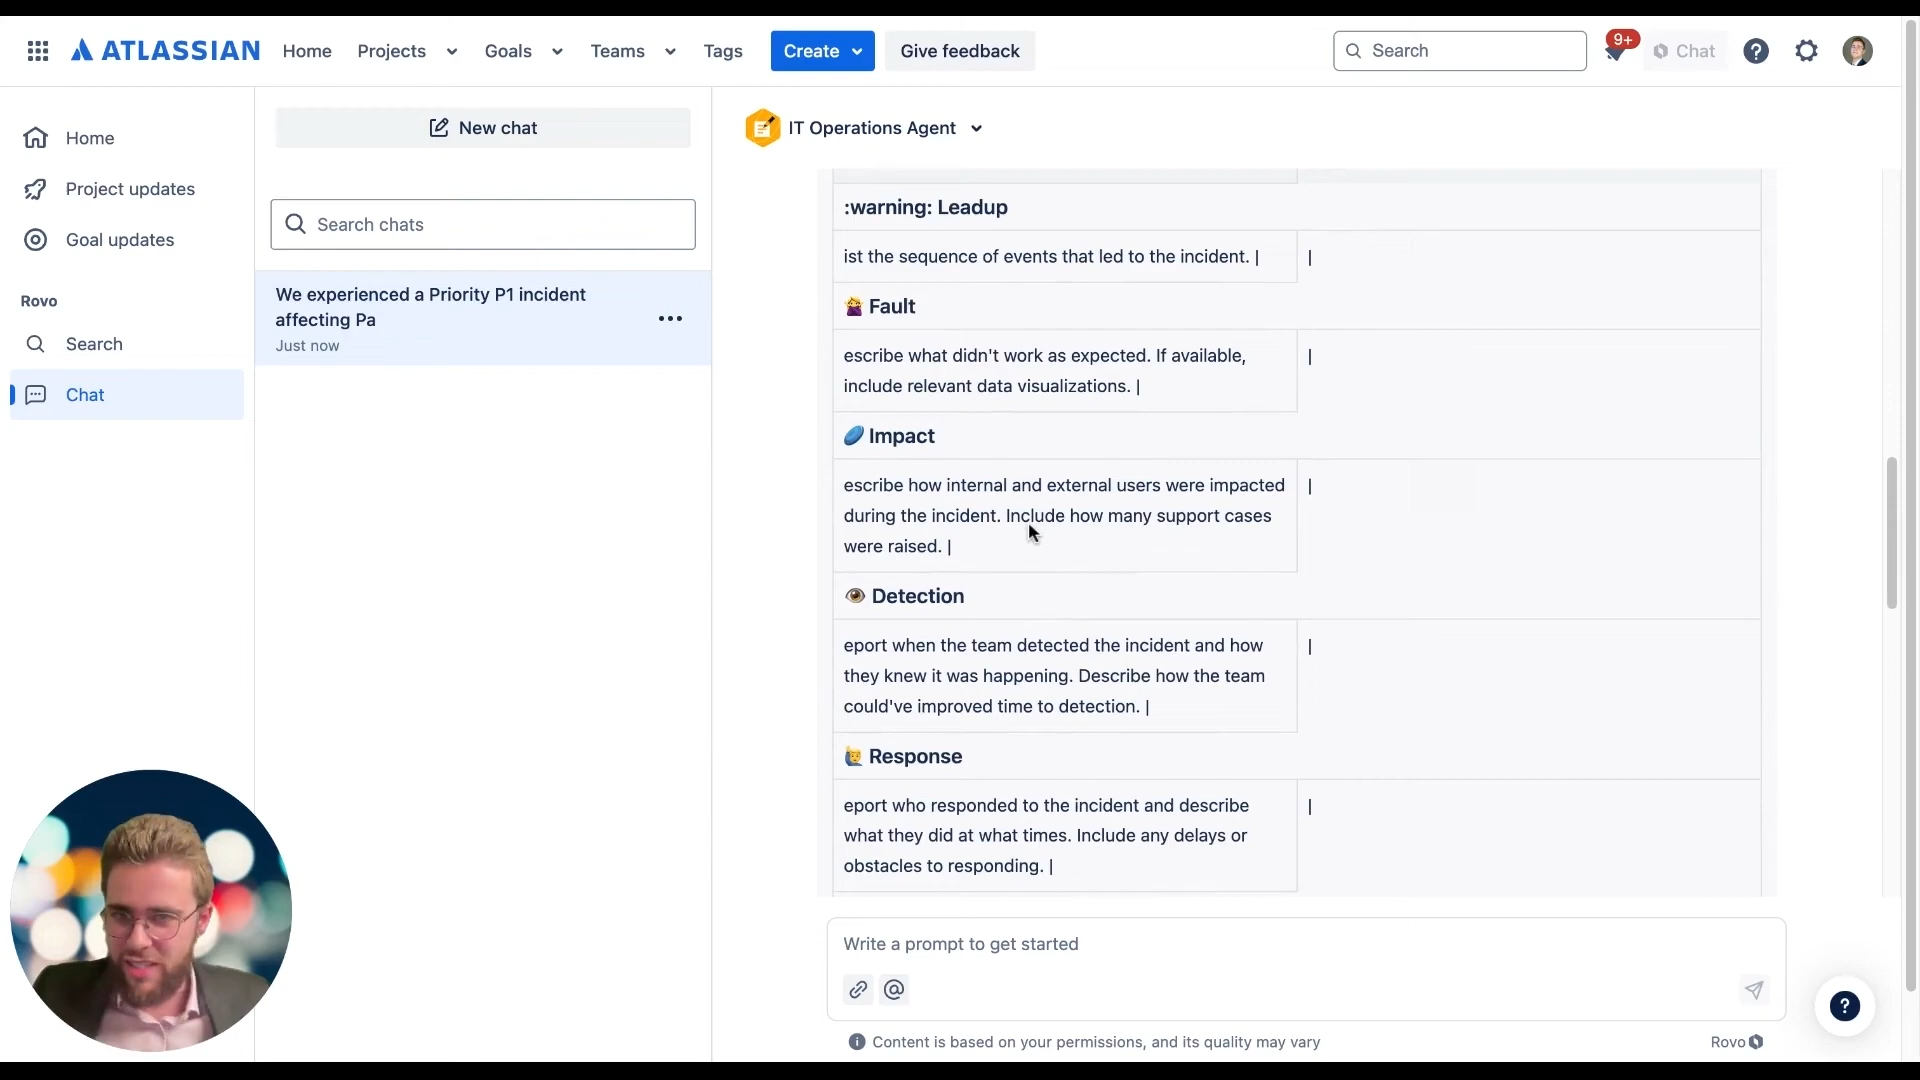 ATLASSIAN Home Projects Goals Teams Tags Create Give feedback Search 9+ Chat
Home
Project updates
Goal updates
Rovo
Search
Chat
New chat
Search chats
We experienced a Priority P1 incident
affecting Pa
Just now
IT Operations Agent
:warning: Leadup
ist the sequence of events that led to the incident. | |
Fault
escribe what didn't work as expected. If available, |
include relevant data visualizations. |
Impact
escribe how internal and external users were impacted |
during the incident. Include how many support cases
were raised. |
Detection
eport when the team detected the incident and how |
they knew it was happening. Describe how the team
could've improved time to detection. |
Response
eport who responded to the incident and describe |
what they did at what times. Include any delays or
obstacles to responding. |
Write a prompt to get started
Content is based on your permissions, and its quality may vary
Rovo